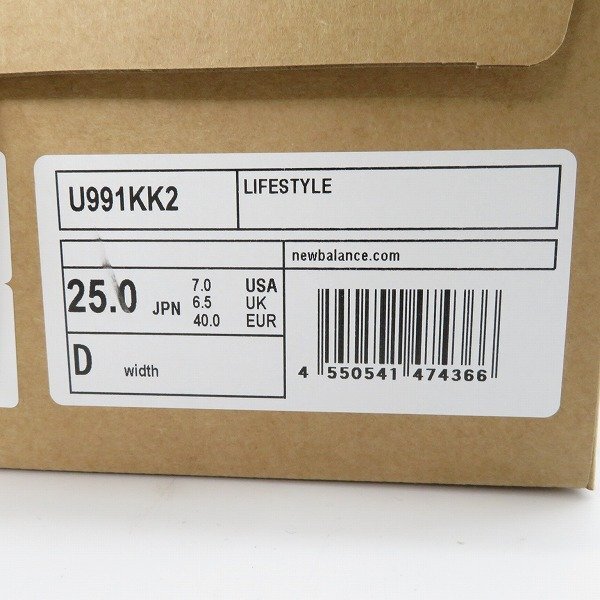 U991KK2
LIFESTYLE
newbalance.com
25.0 JPN
7.0 USA
6.5 UK
40.0 EUR
D width
4 550541 474366